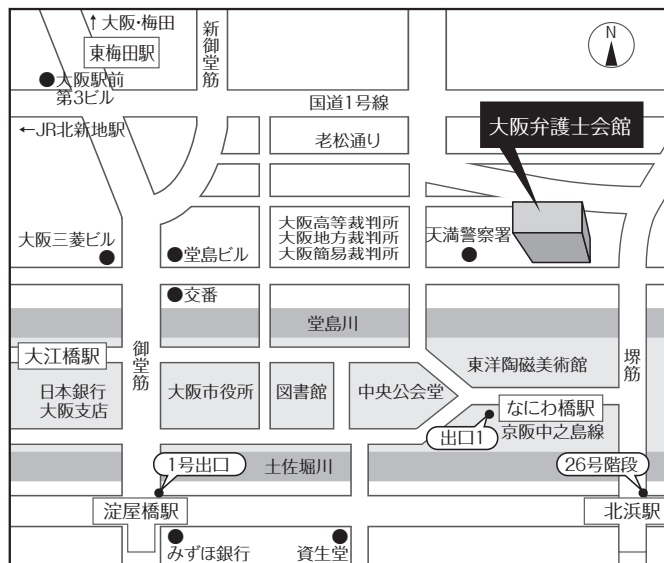 ↑大阪・梅田
東梅田駅
新御堂筋
N
大阪駅前
第3ビル
国道1号線
←JR北新地駅
老松通り
大阪弁護士会館
大阪三菱ビル
堂島ビル
大阪高等裁判所
大阪地方裁判所
大阪簡易裁判所
天満警察署
交番
堂島川
大江橋駅
御堂筋
東洋陶磁美術館
堺筋
日本銀行
大阪支店
大阪市役所
図書館
中央公会堂
なにわ橋駅
出口1
京阪中之島線
1号出口
土佐堀川
26号階段
淀屋橋駅
北浜駅
みずほ銀行
資生堂